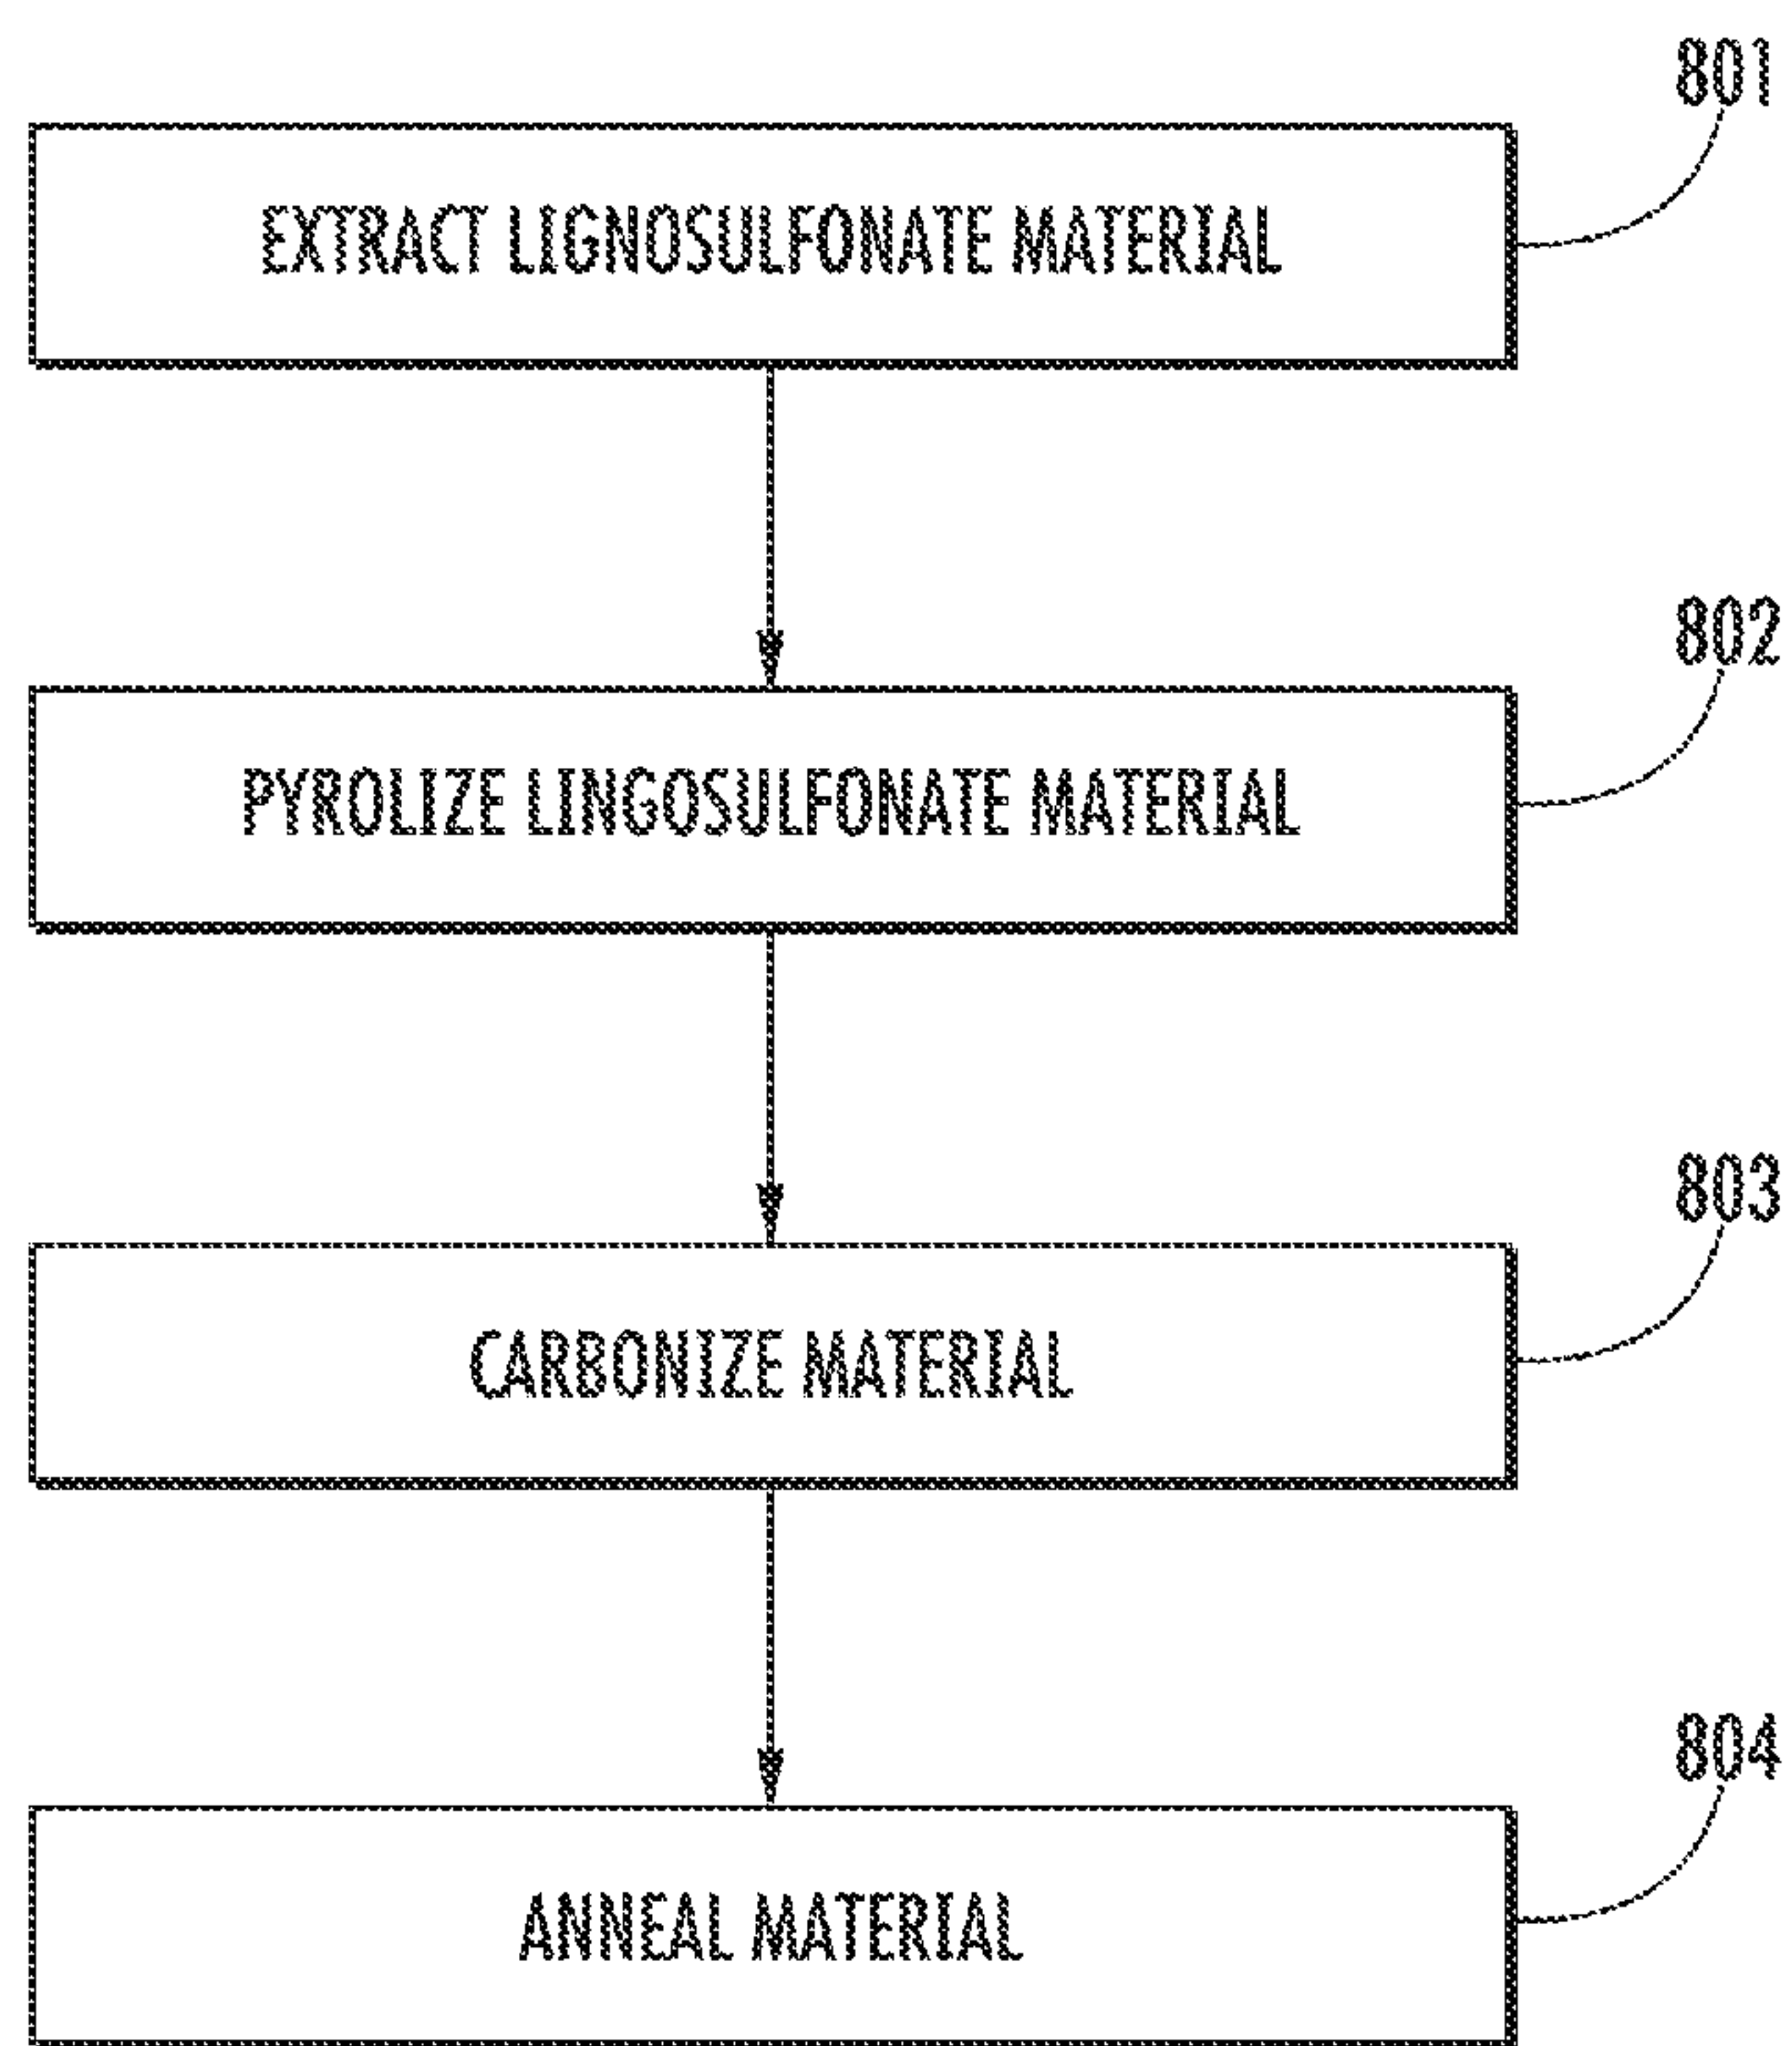 801
EXTRACT LIGNOSULFONATE MATERIAL
802
PYROLIZE LINGOSULFONATE MATERIAL
803
CARBONIZE MATERIAL
804
ANNEAL MATERIAL